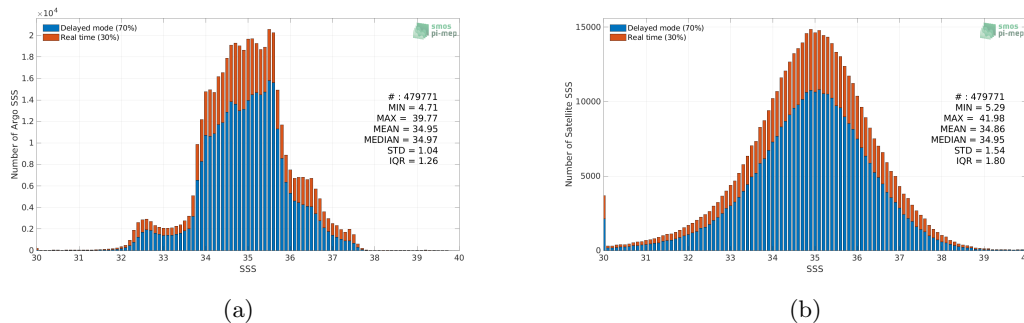 ×10⁴
Delayed mode (70%)
Real time (30%)
smos
pi-mep
2
1.8
1.6
1.4
1.2
1
0.8
0.6
0.4
0.2
0
Number of Argo SSS
# : 479771
MIN = 4.71
MAX = 39.77
MEAN = 34.95
MEDIAN = 34.97
STD = 1.04
IQR = 1.26
30 31 32 33 34 35 36 37 38 39 40
SSS
(a)
15000
10000
5000
0
Number of Satellite SSS
Delayed mode (70%)
Real time (30%)
smos
pi-mep
# : 479771
MIN = 5.29
MAX = 41.98
MEAN = 34.86
MEDIAN = 34.95
STD = 1.54
IQR = 1.80
30 31 32 33 34 35 36 37 38 39
SSS
(b)